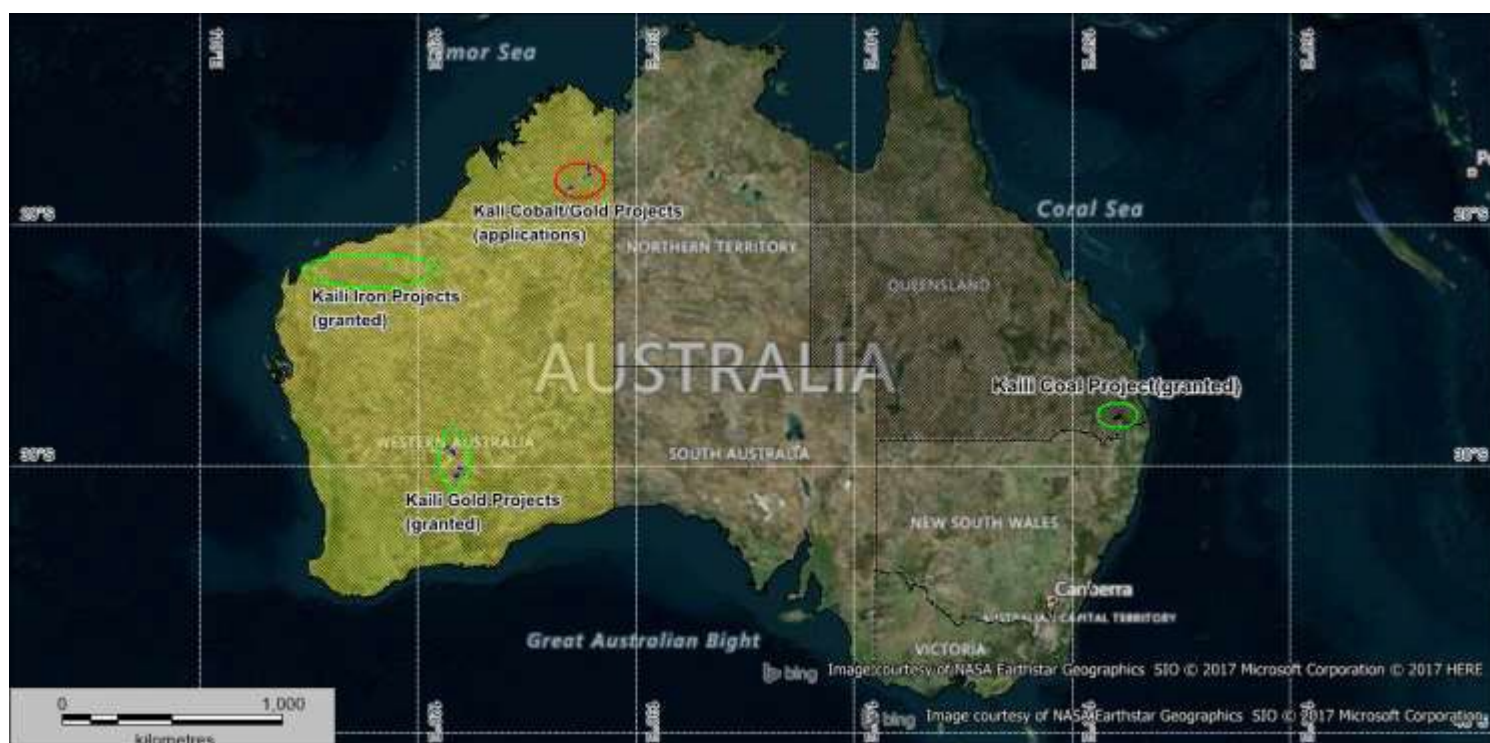 Timor Sea
Kali Cobalt/Gold Projects
(applications)
Coral Sea
20°S
20°S
NORTHERN TERRITORY
QUEENSLAND
Kaili Iron Projects
(granted)
AUSTRALIA
Kaili Coal Project(granted)
WESTERN AUSTRALIA
SOUTH AUSTRALIA
30°S
30°S
Kaili Gold Projects
(granted)
NEW SOUTH WALES
Canberra
AUSTRALIAN CAPITAL TERRITORY
Great Australian Bight
VICTORIA
bing Image courtesy of NASA Earthstar Geographics SIO © 2017 Microsoft Corporation © 2017 HERE
0 1,000
kilometres
bing Image courtesy of NASA Earthstar Geographics SIO © 2017 Microsoft Corporation